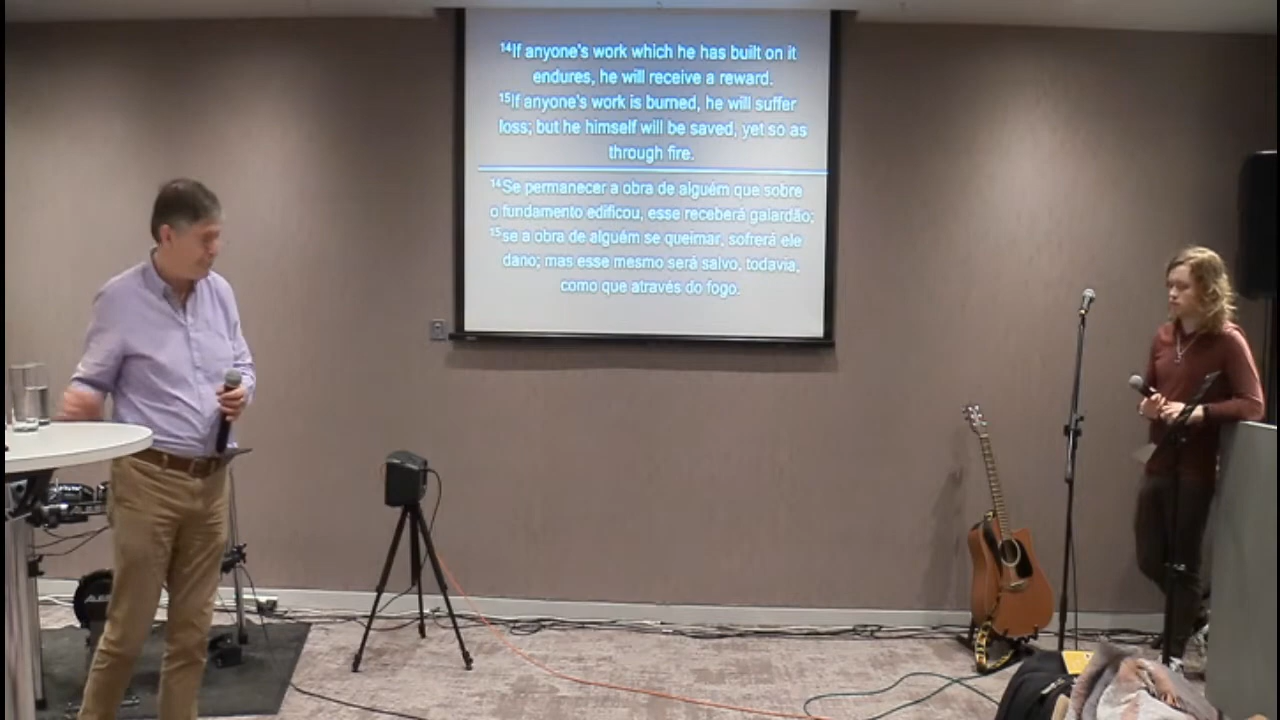 ¹⁴If anyone's work which he has built on it
endures, he will receive a reward.
¹⁵If anyone's work is burned, he will suffer
loss; but he himself will be saved, yet so as
through fire.
¹⁴Se permanecer a obra de alguém que sobre
o fundamento edificou, esse receberá galardão;
¹⁵se a obra de alguém se queimar, sofrerá ele
dano; mas esse mesmo será salvo, todavia,
como que através do fogo.